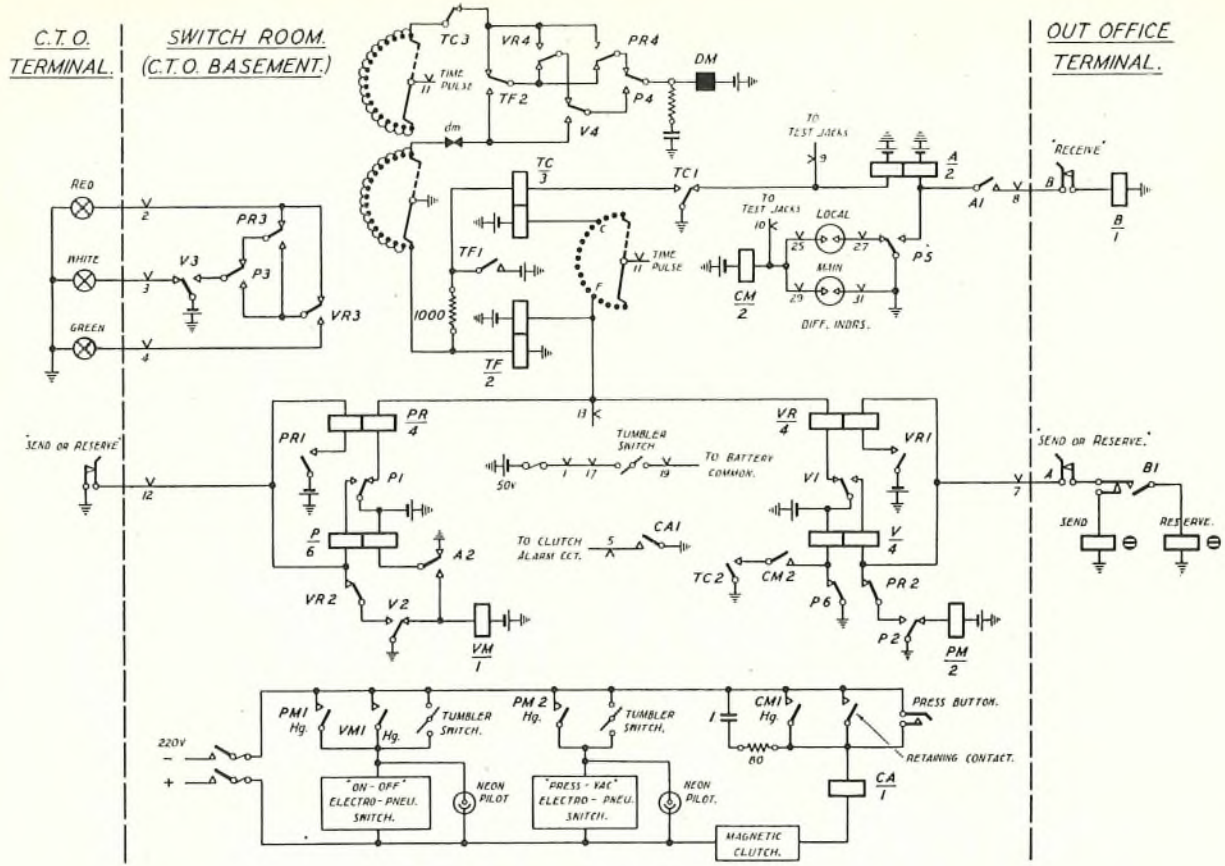 C.T.O.
TERMINAL.
SWITCH ROOM.
(C.T.O. BASEMENT.)
OUT OFFICE
TERMINAL.
TC3
VR4
PR4
DM
11
TIME
PULSE
TF2
P4
V4
dm
TO
TEST JACKS
9
A
2
"RECEIVE"
TC
3
TC1
A1
8
B
B
1
TO
TEST JACKS
10
LOCAL
25
27
P5
MAIN
29
31
DIFF. INDRS.
CM
2
RED
2
PR3
WHITE
3
V3
P3
VR3
GREEN
4
TF1
C
F
11
TIME
PULSE
1000
TF
2
PR
4
13
VR
4
"SEND OR RESERVE"
12
PR1
P1
TUMBLER
SWITCH
50V
1
17
19
TO BATTERY
COMMON.
V1
VR1
"SEND OR RESERVE."
7
A
B1
SEND
RESERVE.
P
6
A2
TO CLUTCH
ALARM CCT.
5
CA1
V
4
TC2
CM2
VR2
V2
VM
1
P6
PR2
P2
PM
2
220V
-
+
PM1
Hg.
VM1
Hg.
TUMBLER
SWITCH.
PM2
Hg.
TUMBLER
SWITCH.
1
80
CM1
Hg.
PRESS BUTTON.
RETAINING CONTACT.
"ON-OFF"
ELECTRO-PNEU.
SWITCH.
NEON
PILOT
"PRESS-VAC"
ELECTRO-PNEU.
SWITCH.
NEON
PILOT.
CA
1
MAGNETIC
CLUTCH.